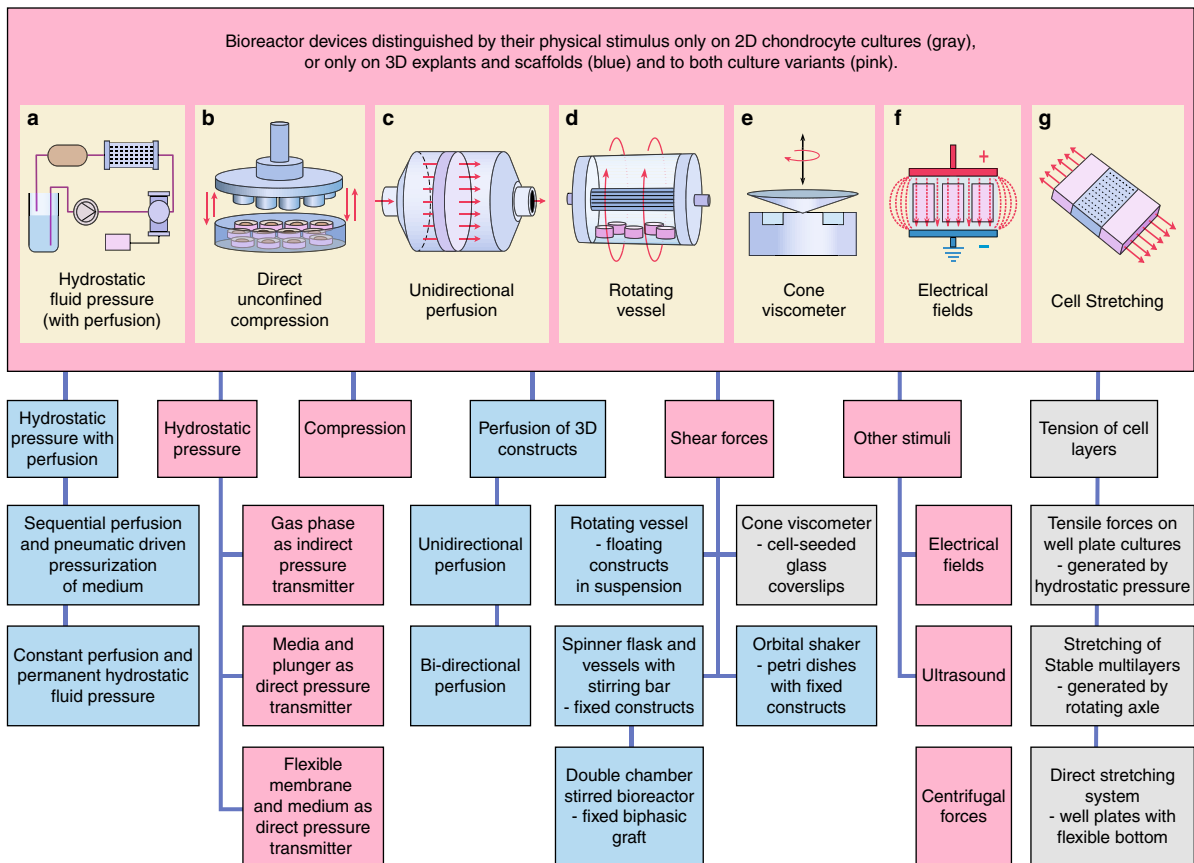 Bioreactor devices distinguished by their physical stimulus only on 2D chondrocyte cultures (gray),
or only on 3D explants and scaffolds (blue) and to both culture variants (pink).
a
Hydrostatic
fluid pressure
(with perfusion)
b
Direct
unconfined
compression
c
Unidirectional
perfusion
d
Rotating
vessel
e
Cone
viscometer
f
+
-
Electrical
fields
g
Cell Stretching
Hydrostatic
pressure with
perfusion
Hydrostatic
pressure
Compression
Perfusion of 3D
constructs
Shear forces
Other stimuli
Tension of cell
layers
Sequential perfusion
and pneumatic driven
pressurization
of medium
Gas phase
as indirect
pressure
transmitter
Unidirectional
perfusion
Rotating vessel
- floating
constructs
in suspension
Cone viscometer
- cell-seeded
glass
coverslips
Electrical
fields
Tensile forces on
well plate cultures
- generated by
hydrostatic pressure
Constant perfusion and
permanent hydrostatic
fluid pressure
Media and
plunger as
direct pressure
transmitter
Bi-directional
perfusion
Spinner flask and
vessels with
stirring bar
- fixed constructs
Orbital shaker
- petri dishes
with fixed
constructs
Ultrasound
Stretching of
Stable multilayers
- generated by
rotating axle
Flexible
membrane
and medium as
direct pressure
transmitter
Double chamber
stirred bioreactor
- fixed biphasic
graft
Centrifugal
forces
Direct stretching
system
- well plates with
flexible bottom